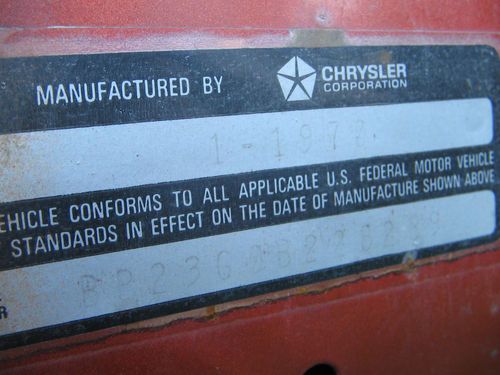 MANUFACTURED BY CHRYSLER CORPORATION
1-1972
EHICLE CONFORMS TO ALL APPLICABLE U.S. FEDERAL MOTOR VEHICLE
STANDARDS IN EFFECT ON THE DATE OF MANUFACTURE SHOWN ABOVE
R